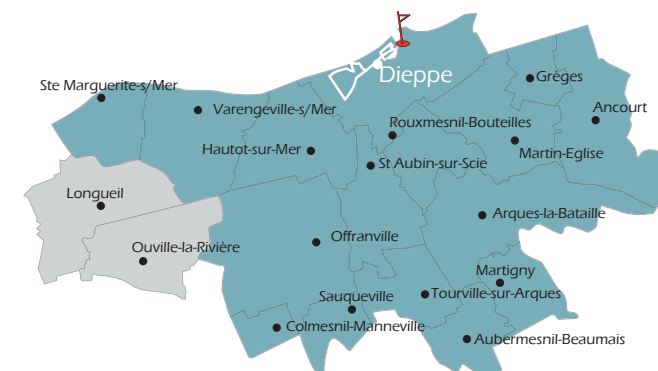 Dieppe
Grèges
Ste Marguerite-s/Mer
Varengeville-s/Mer
Ancourt
Rouxmesnil-Bouteilles
Hautot-sur-Mer
Martin-Eglise
St Aubin-sur-Scie
Longueil
Arques-la-Bataille
Offranville
Ouville-la-Rivière
Martigny
Sauqueville
Tourville-sur-Arques
Colmesnil-Manneville
Aubermesnil-Beaumais